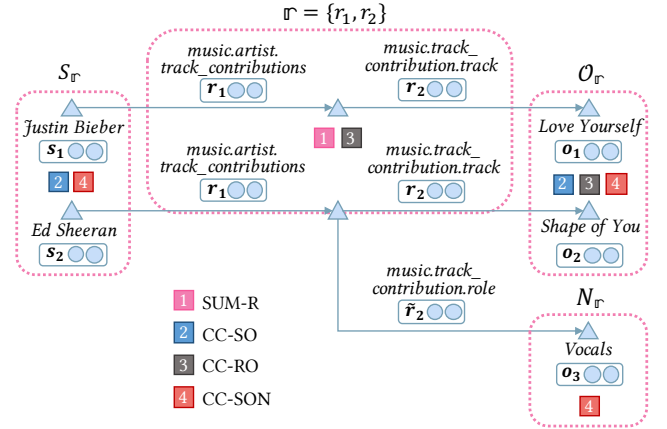 𝕣 = {r₁, r₂}
S𝕣
music.artist.
track_contributions
r₁
music.track_
contribution.track
r₂
𝒪𝕣
Justin Bieber
s₁
2 4
1 3
Love Yourself
o₁
2 3 4
music.artist.
track_contributions
r₁
music.track_
contribution.track
r₂
Ed Sheeran
s₂
Shape of You
o₂
music.track_
contribution.role
r̃₂
N𝕣
Vocals
o₃
4
1 SUM-R
2 CC-SO
3 CC-RO
4 CC-SON